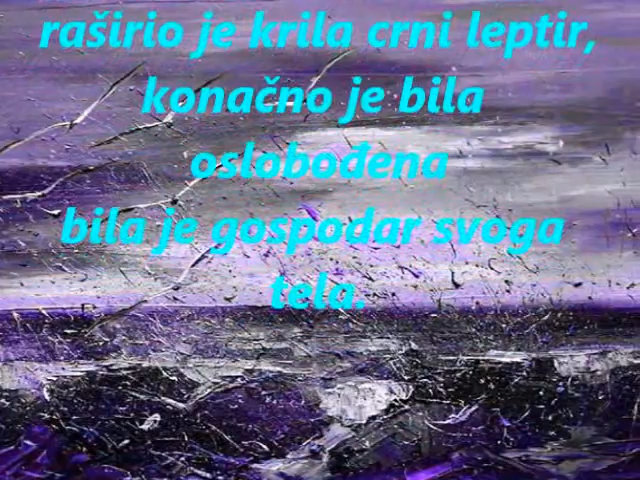 raširio je krila crni leptir,
konačno je bila
oslobođena
bila je gospodar svoga
tela.